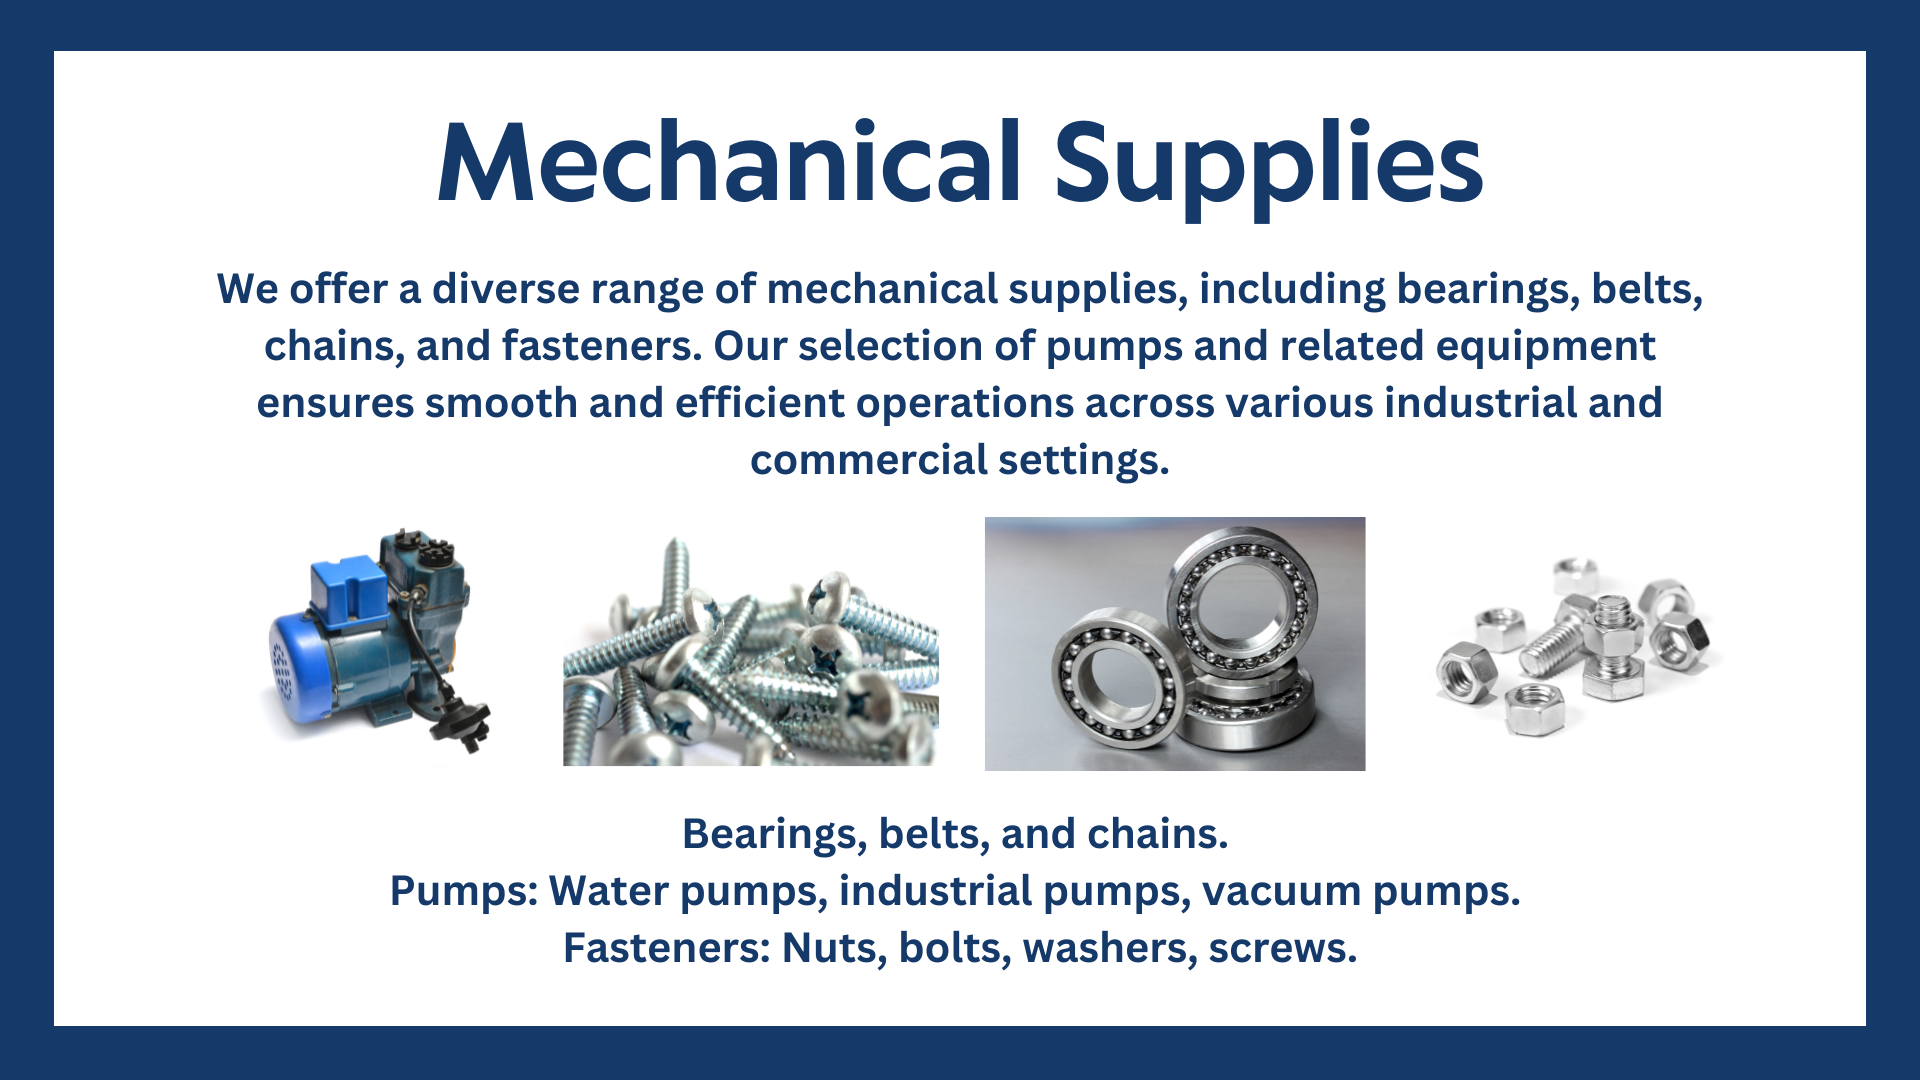 Mechanical Supplies
We offer a diverse range of mechanical supplies, including bearings, belts,
chains, and fasteners. Our selection of pumps and related equipment
ensures smooth and efficient operations across various industrial and
commercial settings.
Bearings, belts, and chains.
Pumps: Water pumps, industrial pumps, vacuum pumps.
Fasteners: Nuts, bolts, washers, screws.